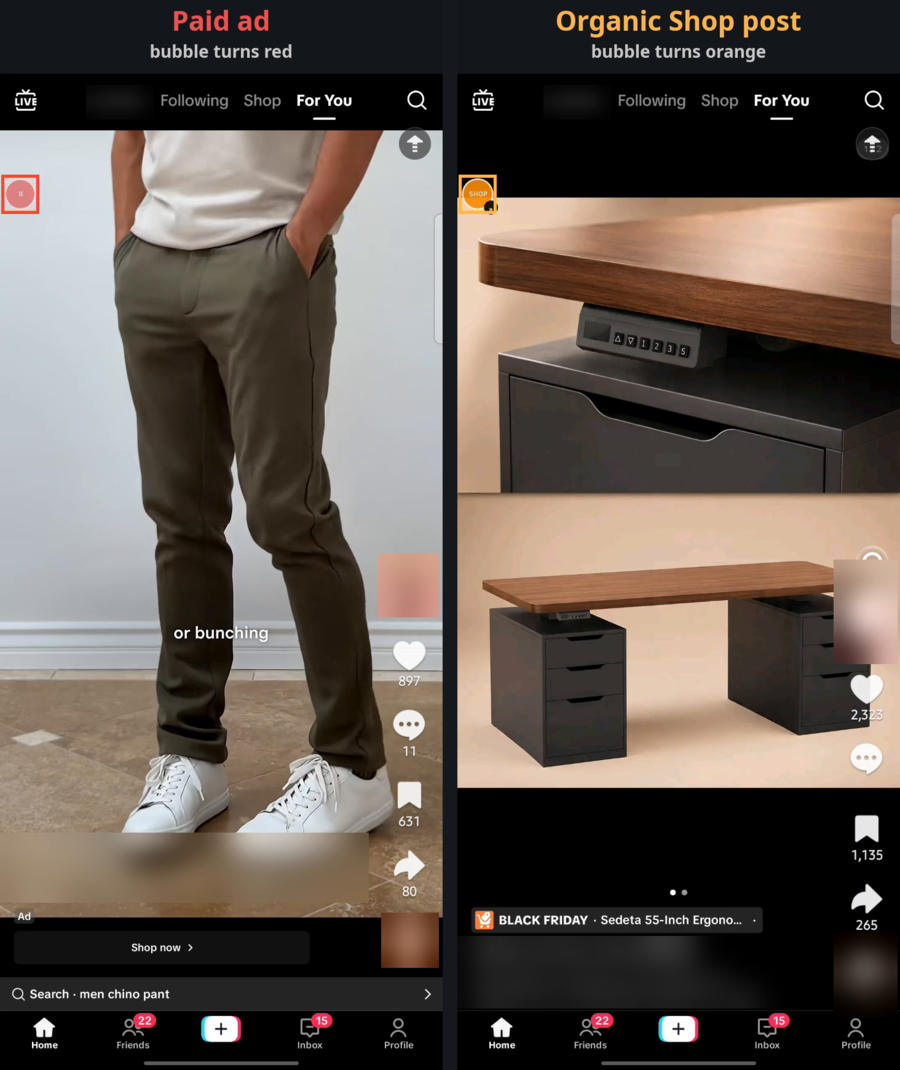 Paid ad
bubble turns red
LIVE
Following
Shop
For You
or bunching
897
11
631
80
Ad
Shop now
Search · men chino pant
22
15
Home
Friends
Inbox
Profile
Organic Shop post
bubble turns orange
LIVE
Following
Shop
For You
SHOP
1 2 3 S
2,323
1,135
265
BLACK FRIDAY · Sedeta 55-Inch Ergono... ·
22
15
Home
Friends
Inbox
Profile